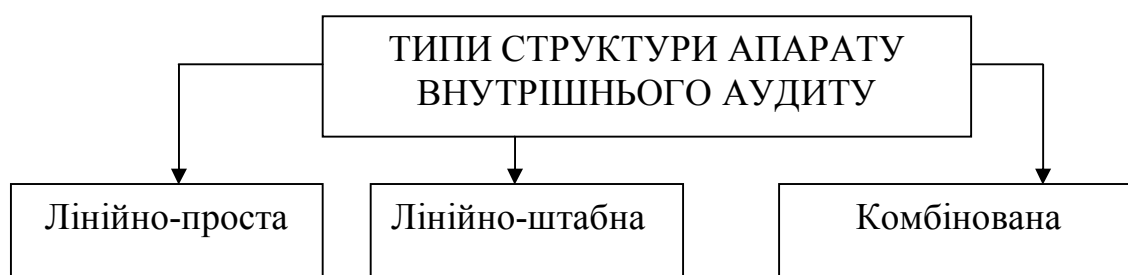 ТИПИ СТРУКТУРИ АПАРАТУ
ВНУТРІШНЬОГО АУДИТУ
Лінійно-проста
Лінійно-штабна
Комбінована